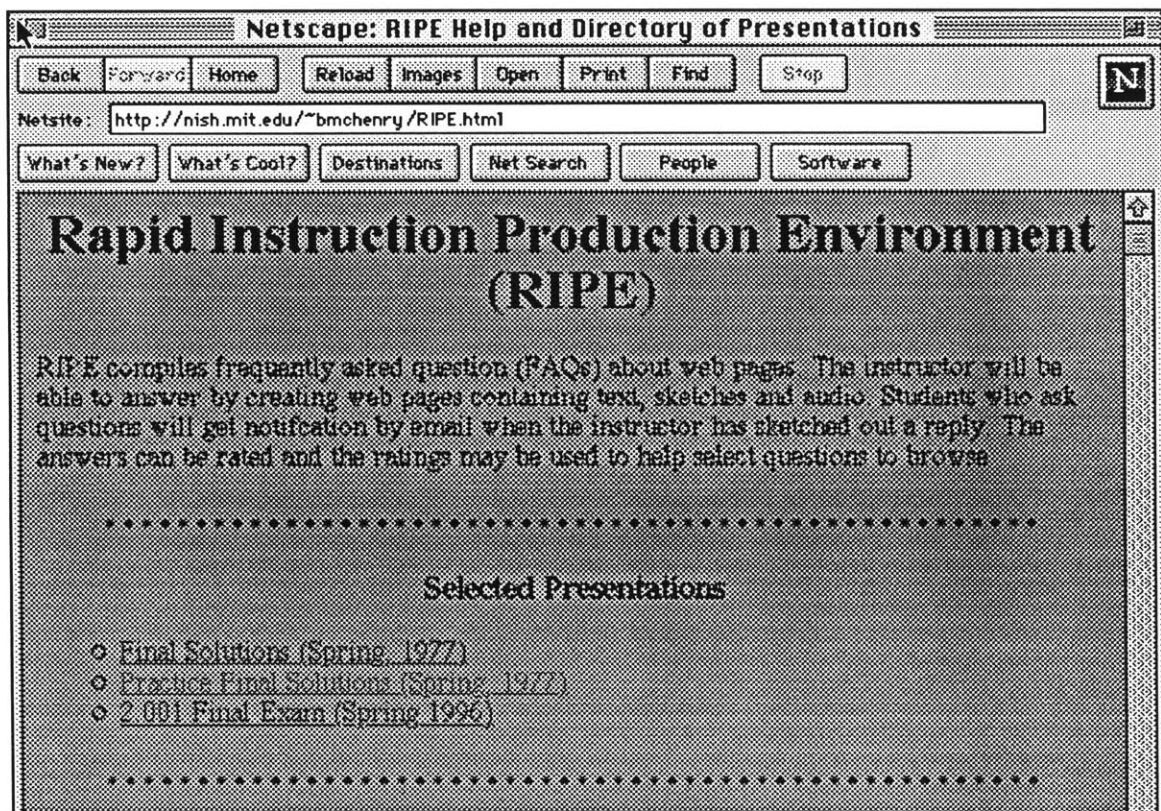 Netscape: RIPE Help and Directory of Presentations
Back Forward Home Reload Images Open Print Find Stop
N
Netsite: http://nish.mit.edu/~bmchenry/RIPE.html
What's New? What's Cool? Destinations Net Search People Software
Rapid Instruction Production Environment
(RIPE)
RIPE compiles frequently asked question (FAQs) about web pages. The instructor will be
able to answer by creating web pages containing text, sketches and audio. Students who ask
questions will get notifcation by email when the instructor has sketched out a reply. The
answers can be rated and the ratings may be used to help select questions to browse.
Selected Presentations
Final Solutions (Spring, 1977)
Practice Final Solutions (Spring, 1977)
2.001 Final Exam (Spring 1996)